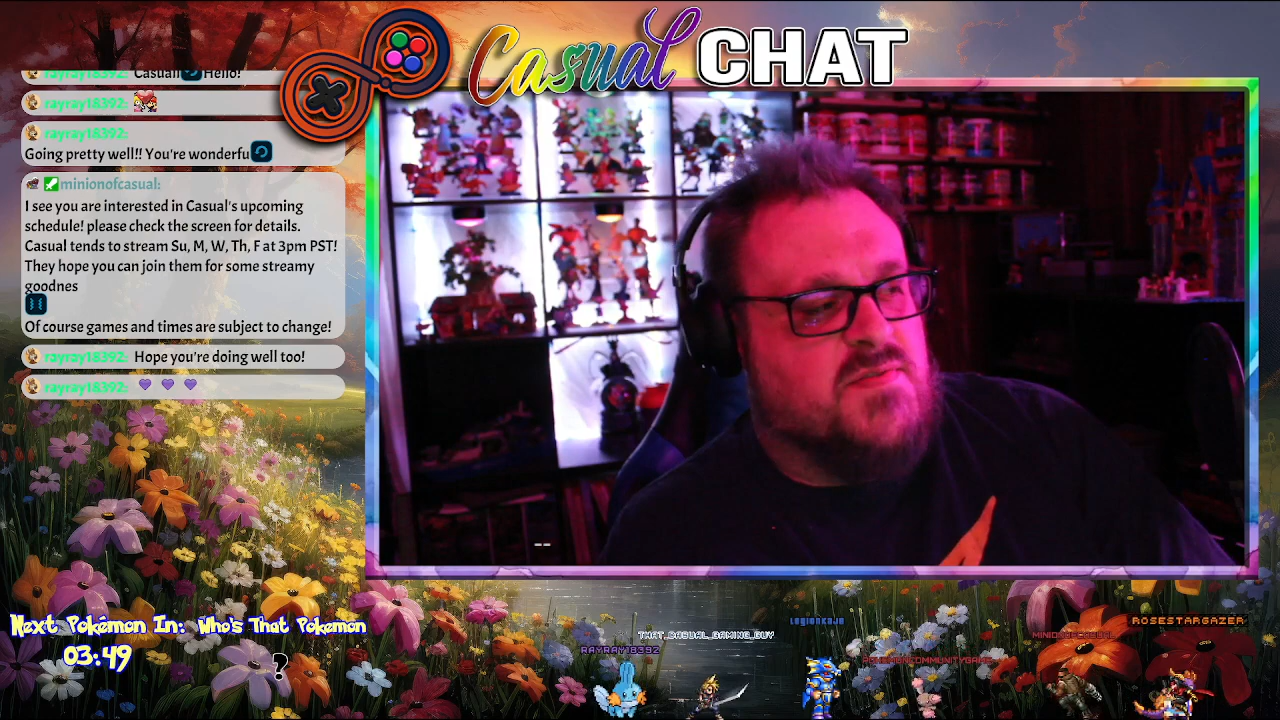 Casual CHAT
rayray18392: Casual Hello!
rayray18392:
rayray18392:
Going pretty well!! You're wonderfu
minionofcasual:
I see you are interested in Casual's upcoming
schedule! please check the screen for details.
Casual tends to stream Su, M, W, Th, F at 3pm PST!
They hope you can join them for some streamy
goodnes
Of course games and times are subject to change!
rayray18392: Hope you're doing well too!
rayray18392:
Next Pokémon In: Who's That Pokemon
03:49
?
RAYRAY18392
THAT_CASUAL_GAMING_GUY
Legionkaje
POKEMONCOMMUNITYGAME
MINIONOFCASUAL
ROSESTARGAZER